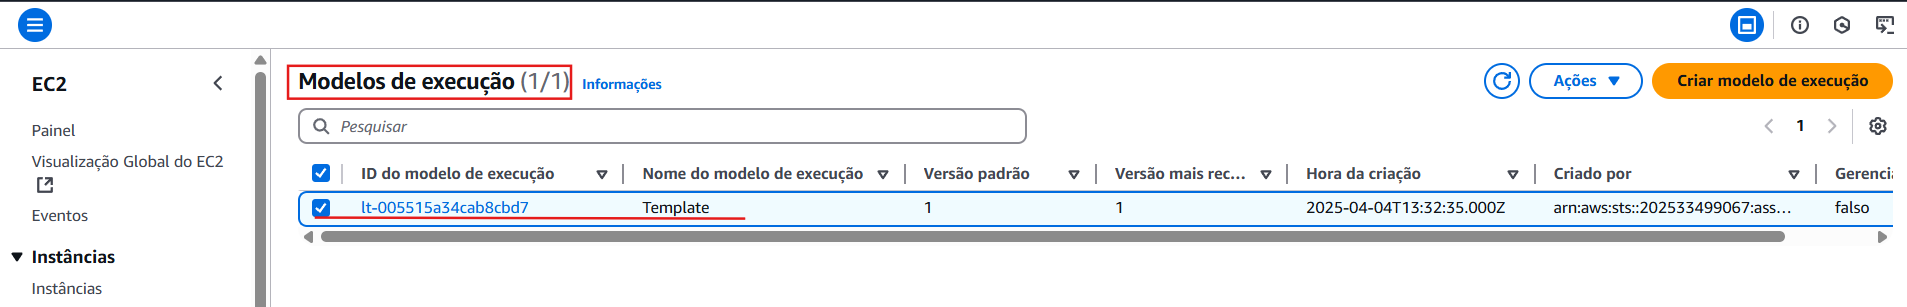 EC2
Painel
Visualização Global do EC2
Eventos
Instâncias
Instâncias
Modelos de execução (1/1) Informações
Ações
Criar modelo de execução
Pesquisar
1
ID do modelo de execução Nome do modelo de execução Versão padrão Versão mais rec... Hora da criação Criado por Gerencia
lt-005515a34cab8cbd7 Template 1 1 2025-04-04T13:32:35.000Z arn:aws:sts::202533499067:ass... falso